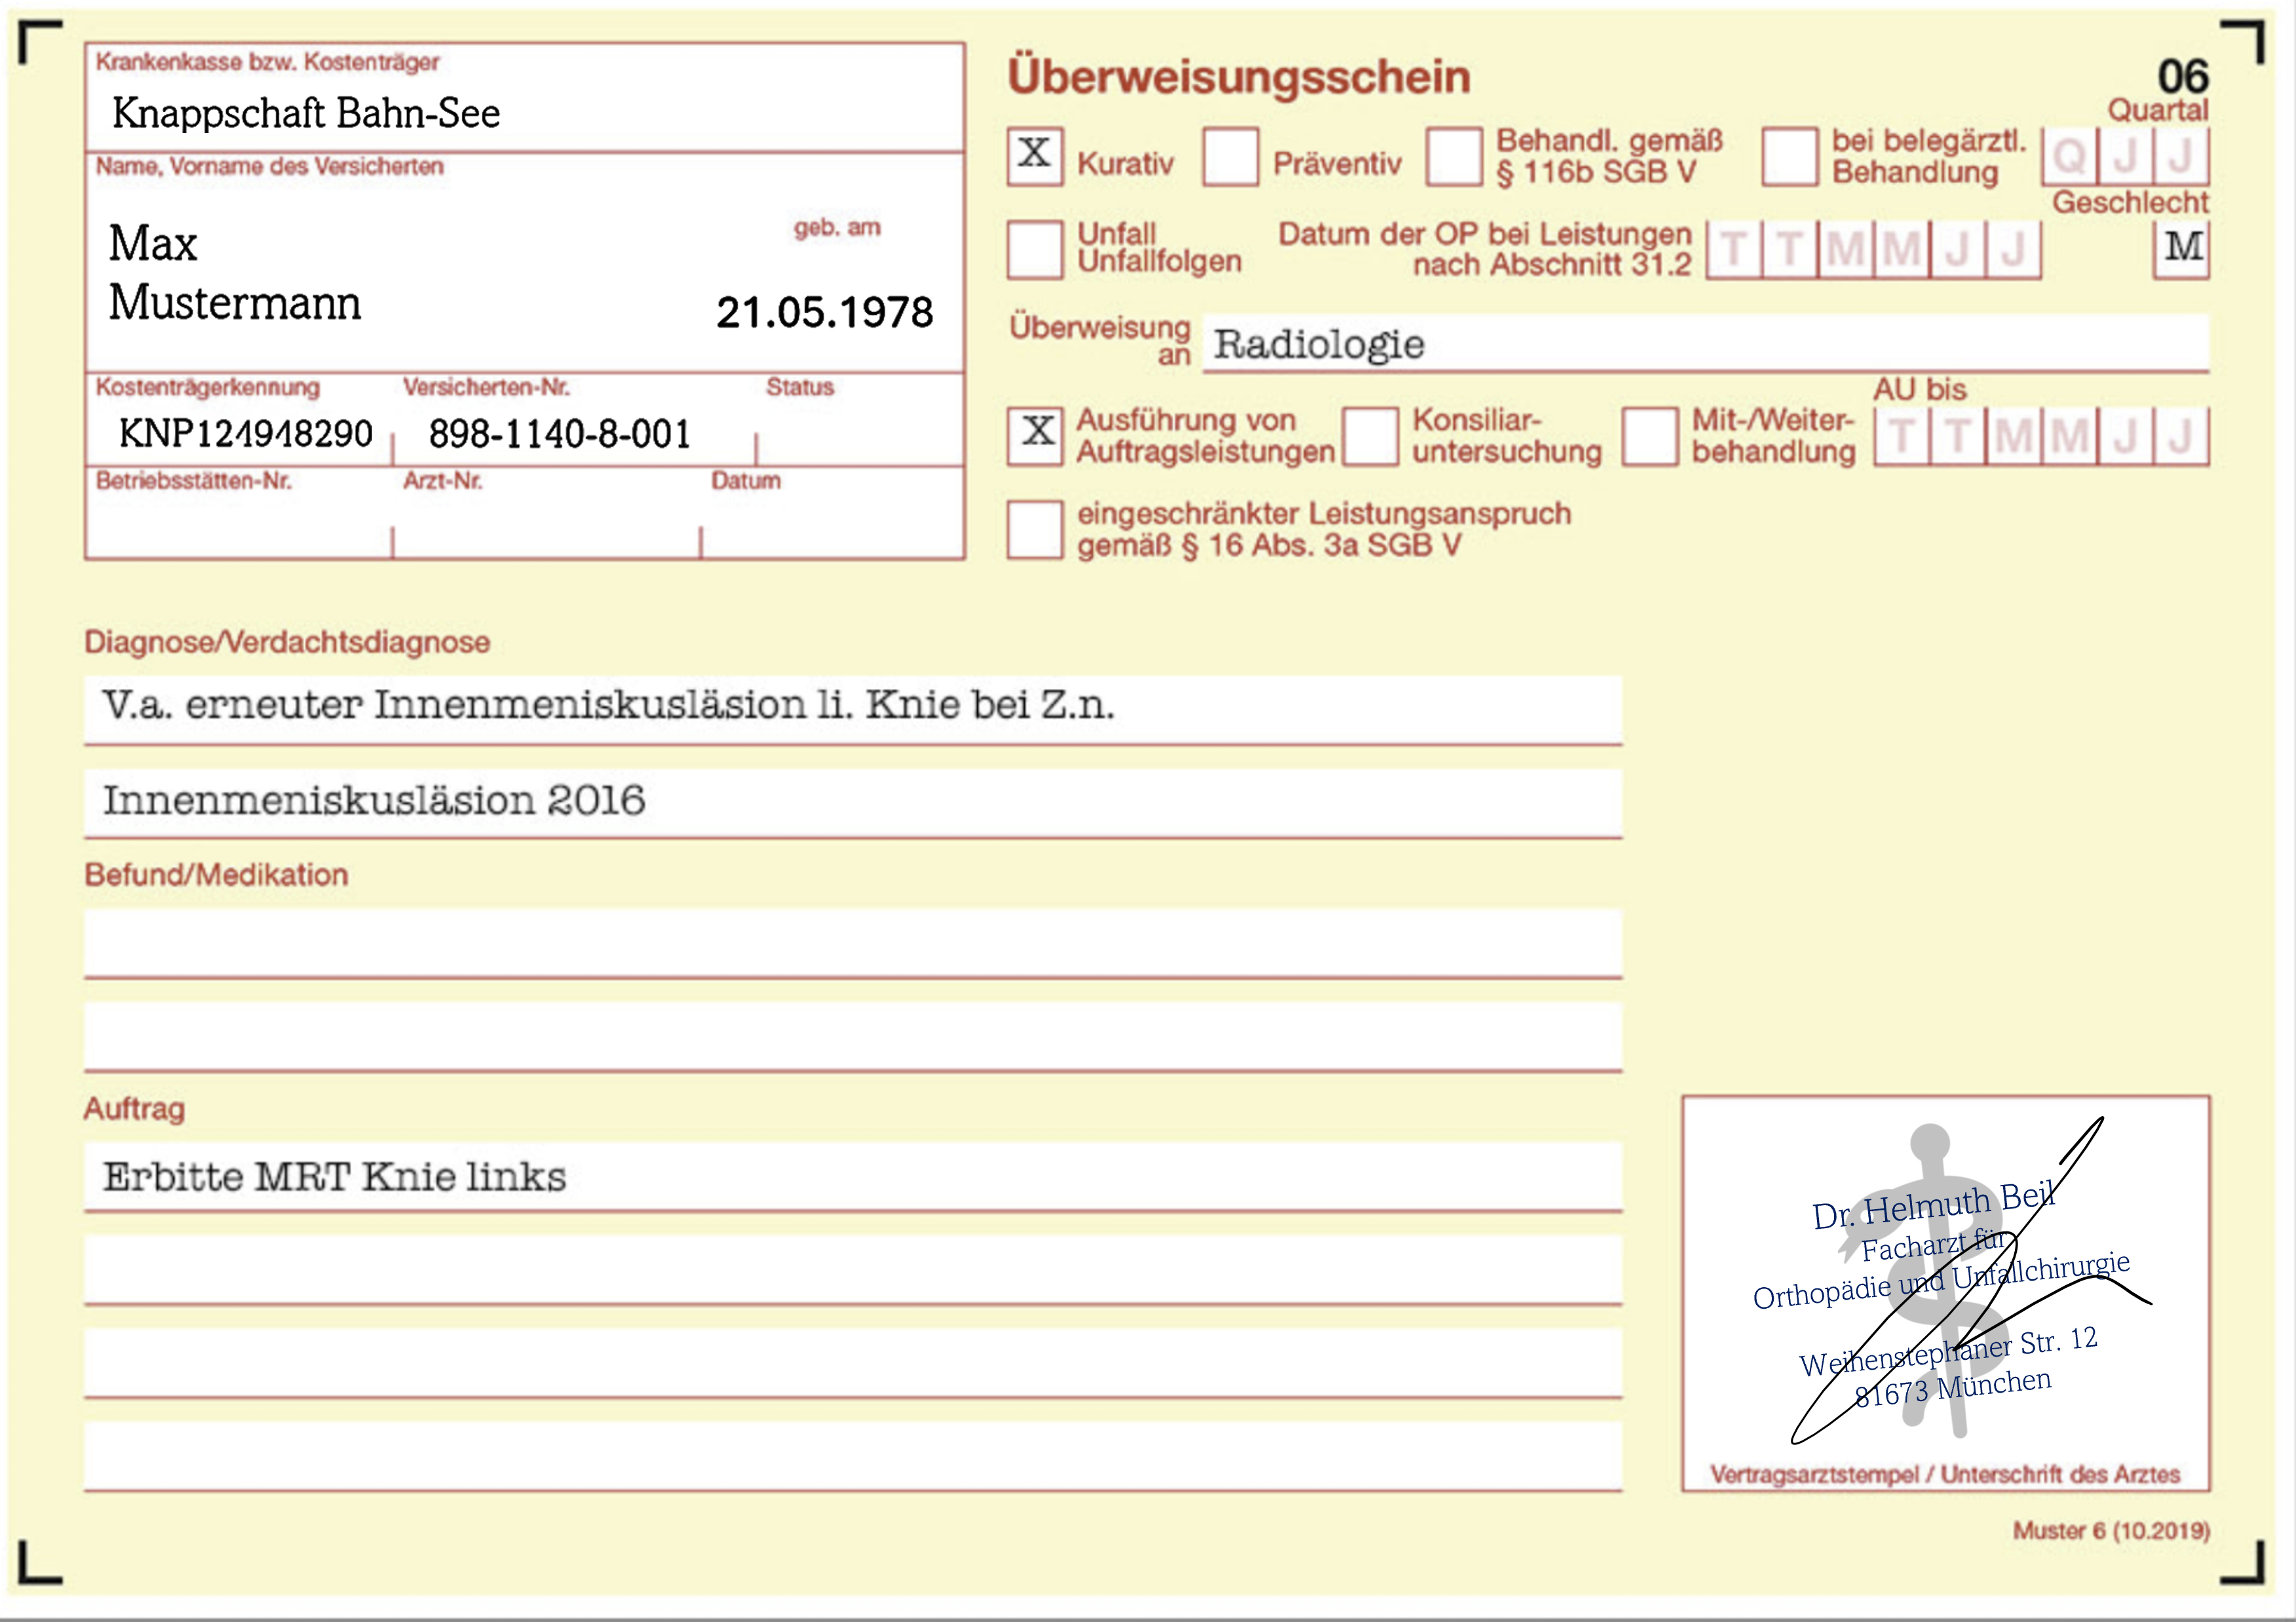 Krankenkasse bzw. Kostenträger
Knappschaft Bahn-See
Name, Vorname des Versicherten
Max
geb. am
Mustermann
21.05.1978
Kostenträgerkennung Versicherten-Nr. Status
KNP124948290 898-1140-8-001
Betriebsstätten-Nr. Arzt-Nr. Datum
Überweisungsschein
06
Quartal
X Kurativ
Präventiv
Behandl. gemäß
§ 116b SGB V
bei belegärztl.
Behandlung
Q J J
Geschlecht
M
Unfall
Unfallfolgen
Datum der OP bei Leistungen
nach Abschnitt 31.2
T T M M J J
Überweisung
an
Radiologie
AU bis
X Ausführung von
Auftragsleistungen
Konsiliar-
untersuchung
Mit-/Weiter-
behandlung
T T M M J J
eingeschränkter Leistungsanspruch
gemäß § 16 Abs. 3a SGB V
Diagnose/Verdachtsdiagnose
V.a. erneuter Innenmeniskusläsion li. Knie bei Z.n.
Innenmeniskusläsion 2016
Befund/Medikation
Auftrag
Erbitte MRT Knie links
Dr. Helmuth Beil
Facharzt für
Orthopädie und Unfallchirurgie
Weihenstephaner Str. 12
81673 München
Vertragsarztstempel / Unterschrift des Arztes
Muster 6 (10.2019)